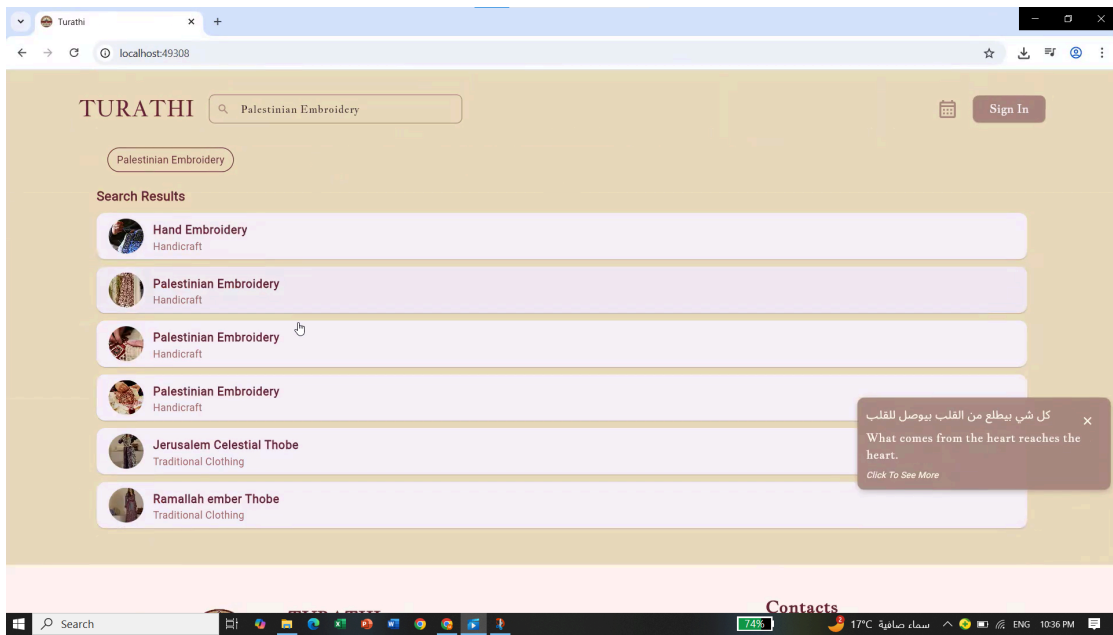 Turathi
localhost:49308
TURATHI
Palestinian Embroidery
Sign In
Palestinian Embroidery
Search Results
Hand Embroidery
Handicraft
Palestinian Embroidery
Handicraft
Palestinian Embroidery
Handicraft
Palestinian Embroidery
Handicraft
Jerusalem Celestial Thobe
Traditional Clothing
Ramallah ember Thobe
Traditional Clothing
كل شي بيطلع من القلب بيوصل للقلب
What comes from the heart reaches the
heart.
Click To See More
TURATHI
Contacts
Search
74%
17°C سماء صافية
ENG
10:36 PM